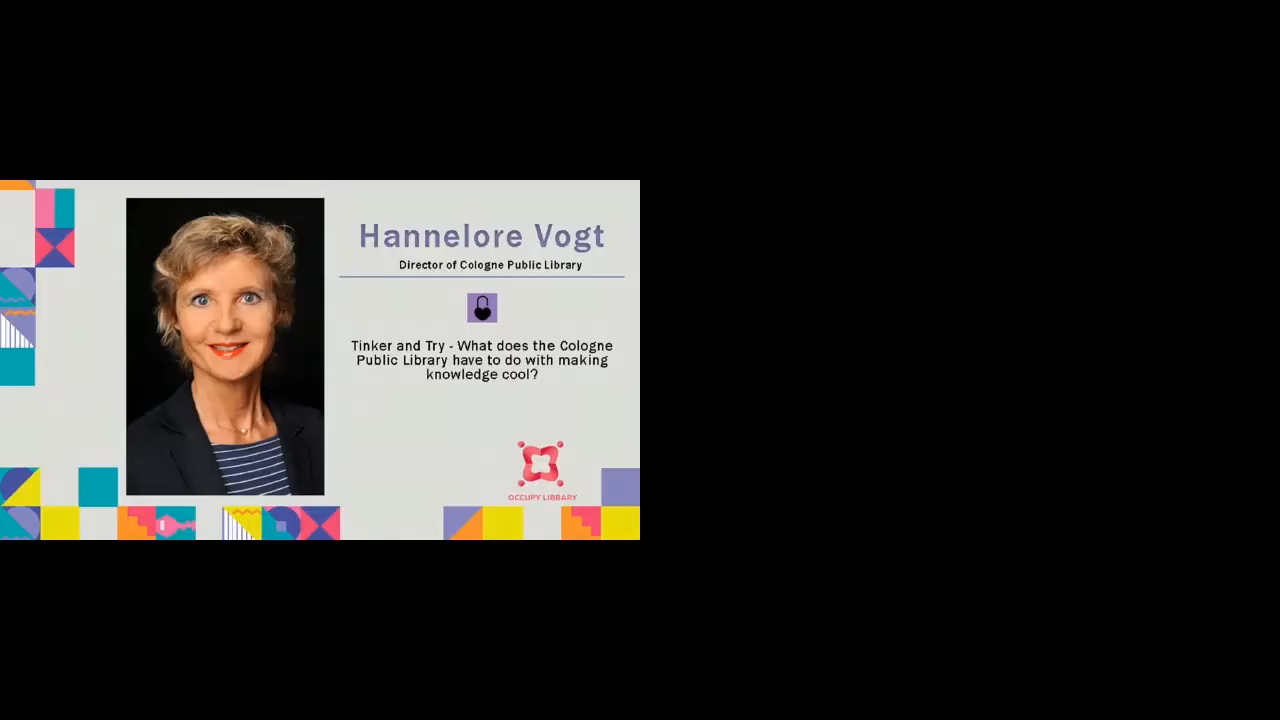 Hannelore Vogt
Director of Cologne Public Library
Tinker and Try - What does the Cologne
Public Library have to do with making
knowledge cool?
OCCUPY LIBRARY